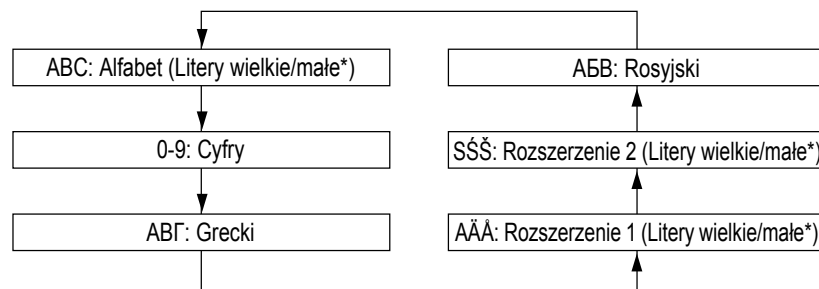 ABC: Alfabet (Litery wielkie/małe*)
0-9: Cyfry
ΑΒΓ: Grecki
АБВ: Rosyjski
SŚŠ: Rozszerzenie 2 (Litery wielkie/małe*)
AÄÅ: Rozszerzenie 1 (Litery wielkie/małe*)